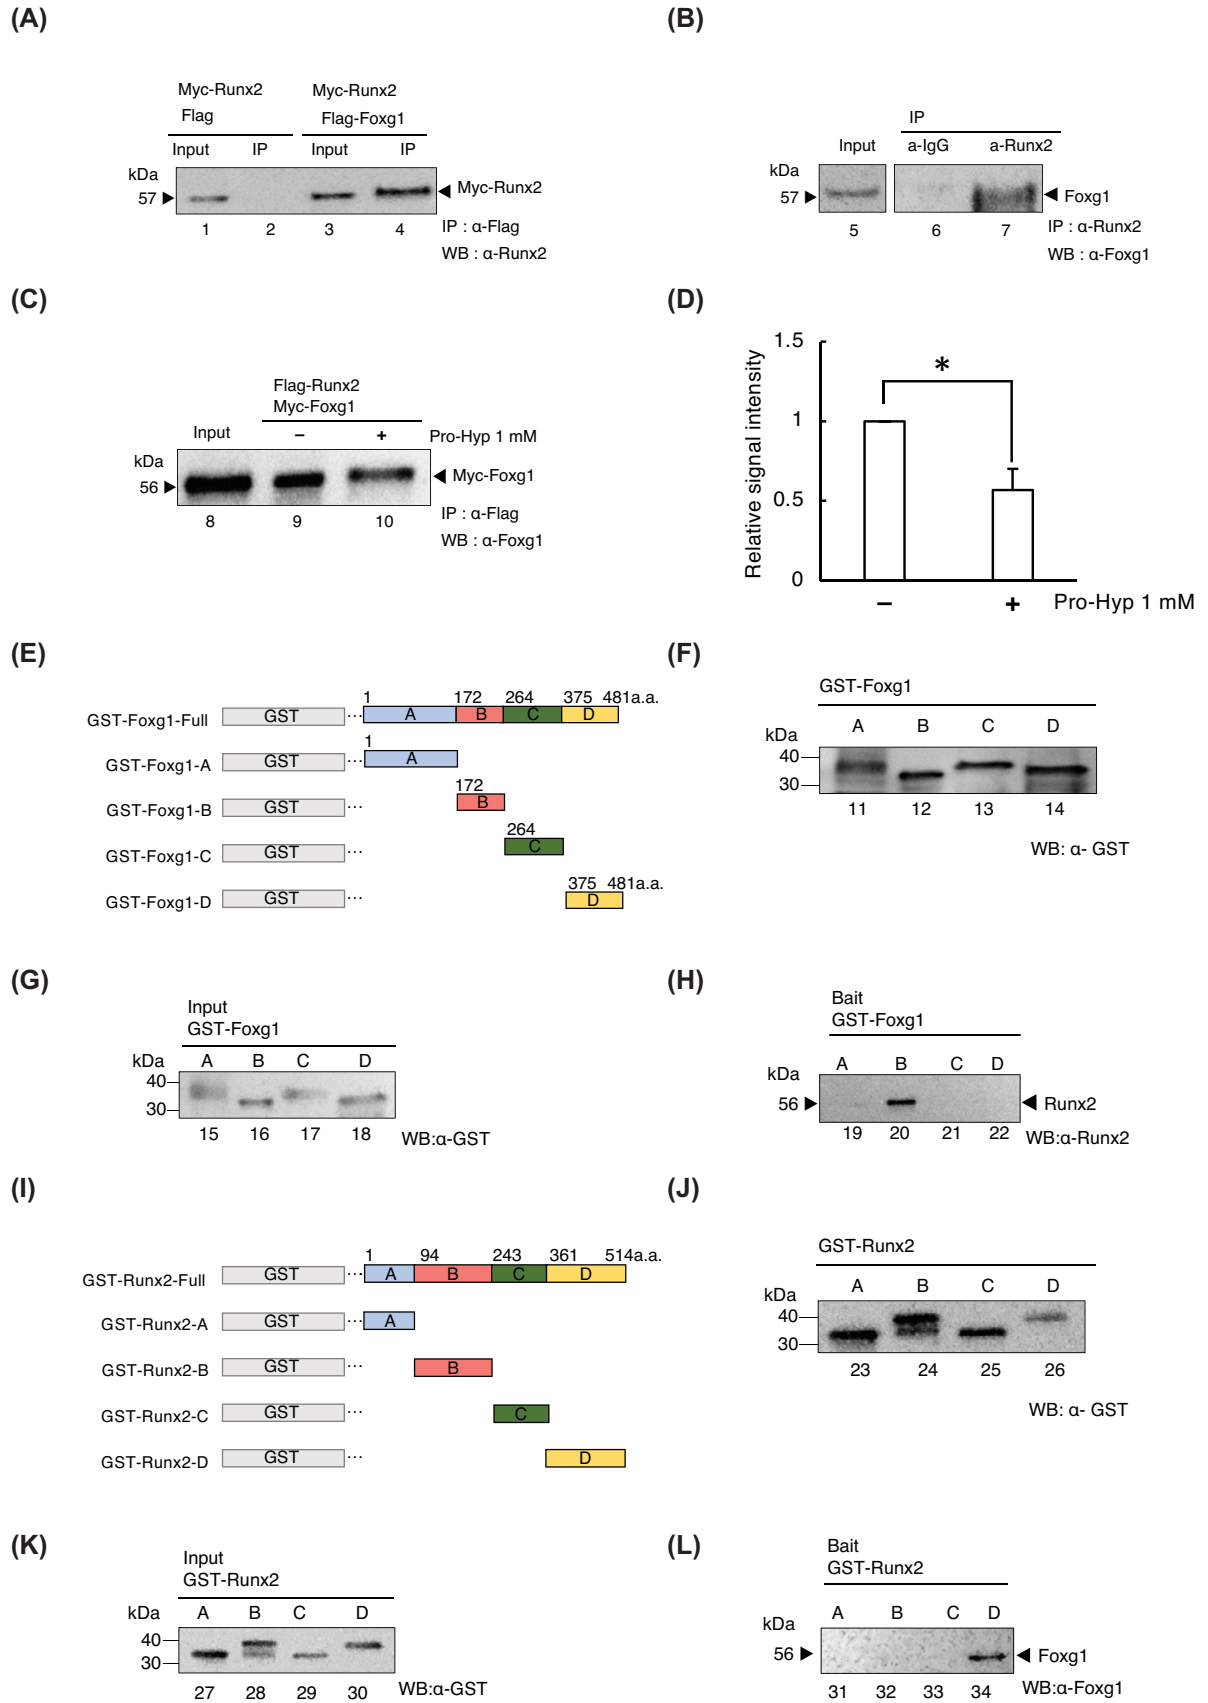 (A)
Myc-Runx2 Myc-Runx2
Flag Flag-Foxg1
Input IP Input IP
kDa
57 Myc-Runx2
1 2 3 4 IP : α-Flag
WB : α-Runx2
(B)
IP
Input a-IgG a-Runx2
kDa
57 Foxg1
5 6 7 IP : α-Runx2
WB : α-Foxg1
(C)
Flag-Runx2
Myc-Foxg1
Input – + Pro-Hyp 1 mM
kDa
56 Myc-Foxg1
8 9 10 IP : α-Flag
WB : α-Foxg1
(D)
Relative signal intensity
1.5
*
1
0.5
0
– + Pro-Hyp 1 mM
(E)
1 172 264 375 481a.a.
GST-Foxg1-Full GST ··· A B C D
1
GST-Foxg1-A GST ··· A
172
GST-Foxg1-B GST ··· B
264
GST-Foxg1-C GST ··· C
375 481a.a.
GST-Foxg1-D GST ··· D
(F)
GST-Foxg1
A B C D
kDa
40
30
11 12 13 14
WB: α- GST
(G)
Input
GST-Foxg1
kDa A B C D
40
30
15 16 17 18 WB:α-GST
(H)
Bait
GST-Foxg1
A B C D
kDa
56 Runx2
19 20 21 22 WB:α-Runx2
(I)
1 94 243 361 514a.a.
GST-Runx2-Full GST ··· A B C D
GST-Runx2-A GST ··· A
GST-Runx2-B GST ··· B
GST-Runx2-C GST ··· C
GST-Runx2-D GST ··· D
(J)
GST-Runx2
A B C D
kDa
40
30
23 24 25 26
WB: α- GST
(K)
Input
GST-Runx2
kDa A B C D
40
30
27 28 29 30 WB:α-GST
(L)
Bait
GST-Runx2
A B C D
kDa
56 Foxg1
31 32 33 34 WB:α-Foxg1